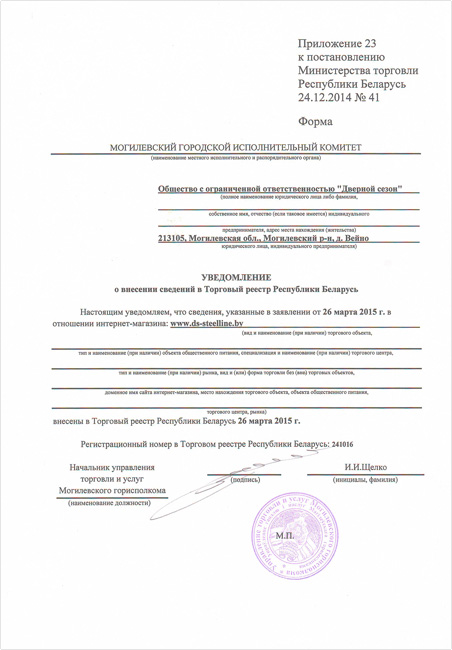 Приложение 23
к постановлению
Министерства торговли
Республики Беларусь
24.12.2014 № 41
Форма
МОГИЛЕВСКИЙ ГОРОДСКОЙ ИСПОЛНИТЕЛЬНЫЙ КОМИТЕТ
(наименование местного исполнительного и распорядительного органа)
Общество с ограниченной ответственностью "Дверной сезон"
(полное наименование юридического лица либо фамилия,
собственное имя, отчество (если таковое имеется) индивидуального
предпринимателя, адрес места нахождения (жительства)
213105, Могилевская обл., Могилевский р-н, д. Вейно
юридического лица, индивидуального предпринимателя)
УВЕДОМЛЕНИЕ
о внесении сведений в Торговый реестр Республики Беларусь
Настоящим уведомляем, что сведения, указанные в заявлении от 26 марта 2015 г. в
отношении интернет-магазина: www.ds-steelline.by
(вид и наименование (при наличии) торгового объекта,
тип и наименование (при наличии) объекта общественного питания, специализация и наименование (при наличии) торгового центра,
тип и наименование (при наличии) рынка, вид и (или) форма торговли без (вне) торговых объектов,
доменное имя сайта интернет-магазина, место нахождения торгового объекта, объекта общественного питания,
торгового центра, рынка)
внесены в Торговый реестр Республики Беларусь 26 марта 2015 г.
Регистрационный номер в Торговом реестре Республики Беларусь: 241016
Начальник управления
торговли и услуг
Могилевского горисполкома
(наименование должности)
(подпись)
И.И.Щелко
(инициалы, фамилия)
М.П.
Управление торговли и услуг Могилевского горисполкома